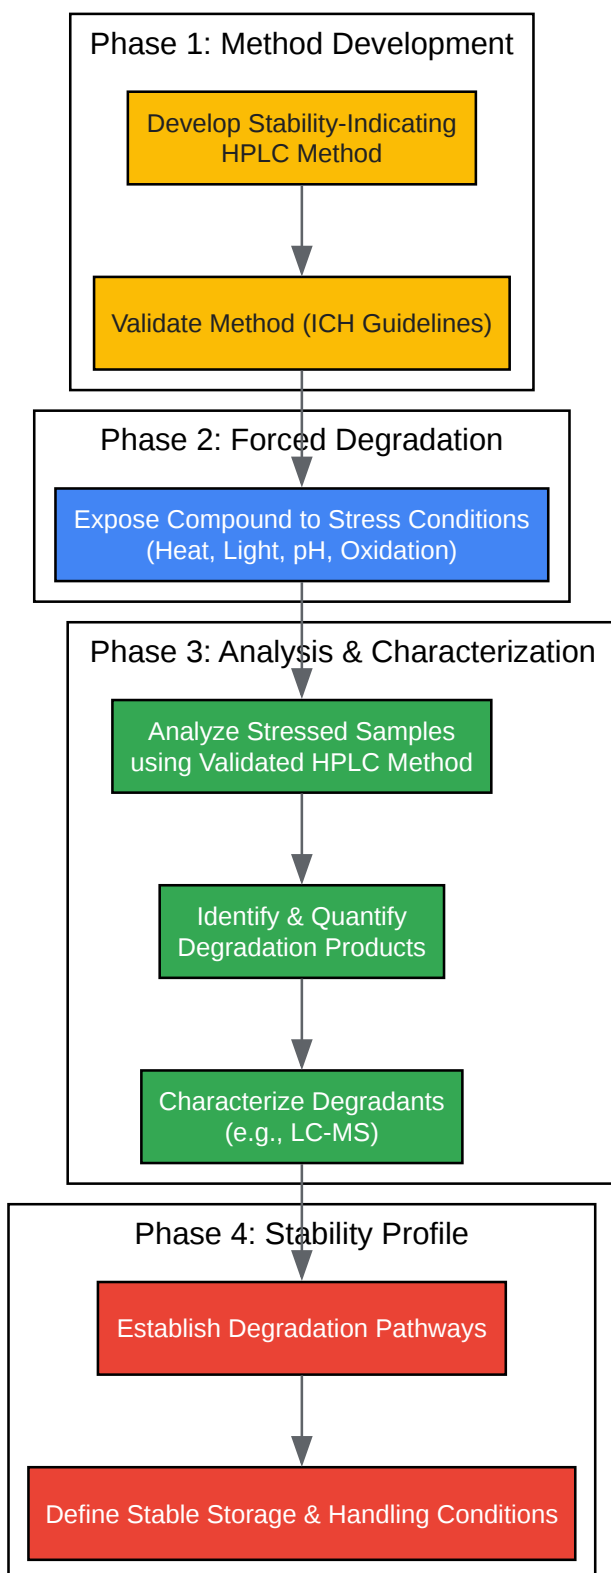 Phase 1: Method Development
Develop Stability-Indicating
HPLC Method
Validate Method (ICH Guidelines)
Phase 2: Forced Degradation
Expose Compound to Stress Conditions
(Heat, Light, pH, Oxidation)
Phase 3: Analysis & Characterization
Analyze Stressed Samples
using Validated HPLC Method
Identify & Quantify
Degradation Products
Characterize Degradants
(e.g., LC-MS)
Phase 4: Stability Profile
Establish Degradation Pathways
Define Stable Storage & Handling Conditions